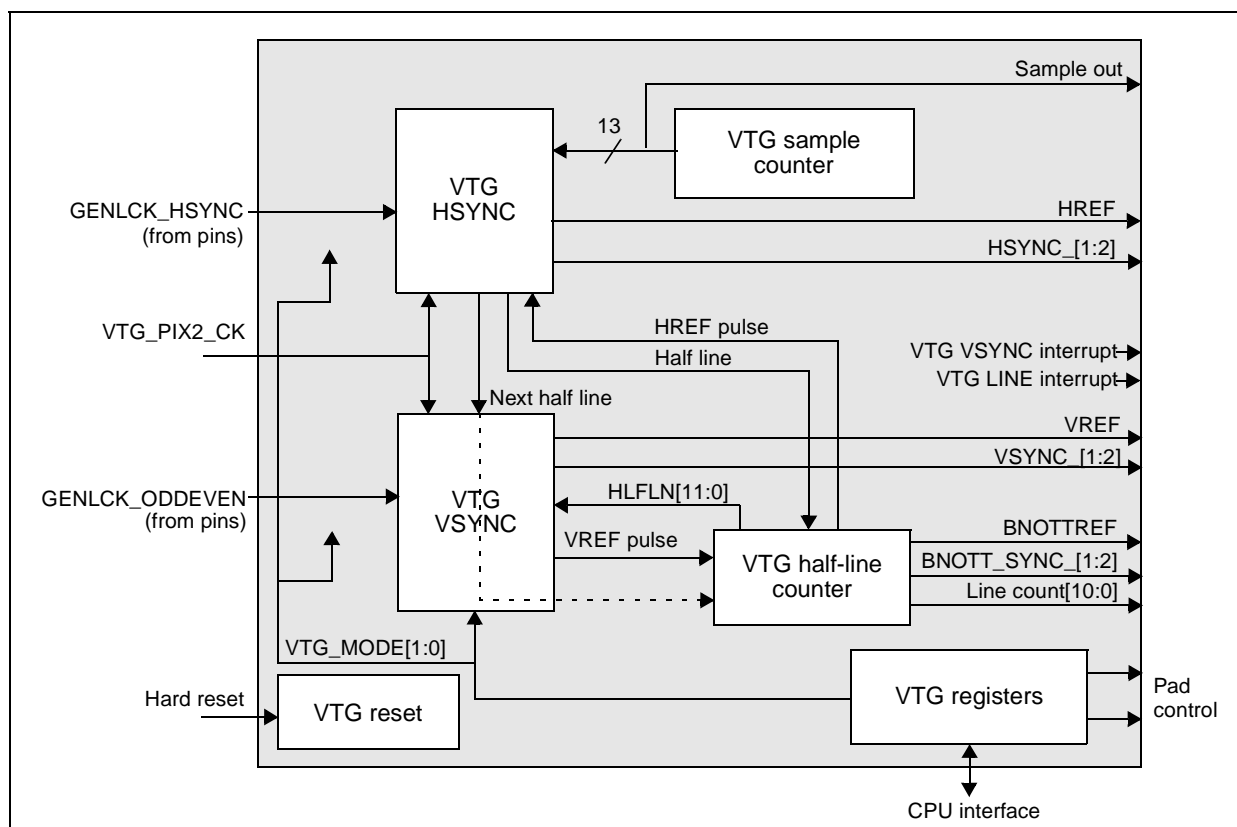 Sample out
13
VTG sample
counter
VTG
HSYNC
GENLCK_HSYNC
(from pins)
HREF
HSYNC_[1:2]
VTG_PIX2_CK
HREF pulse
Half line
VTG VSYNC interrupt
VTG LINE interrupt
Next half line
VREF
VSYNC_[1:2]
GENLCK_ODDEVEN
(from pins)
VTG
VSYNC
HLFLN[11:0]
VREF pulse
VTG half-line
counter
BNOTTREF
BNOTT_SYNC_[1:2]
Line count[10:0]
VTG_MODE[1:0]
Hard reset
VTG reset
VTG registers
Pad
control
CPU interface